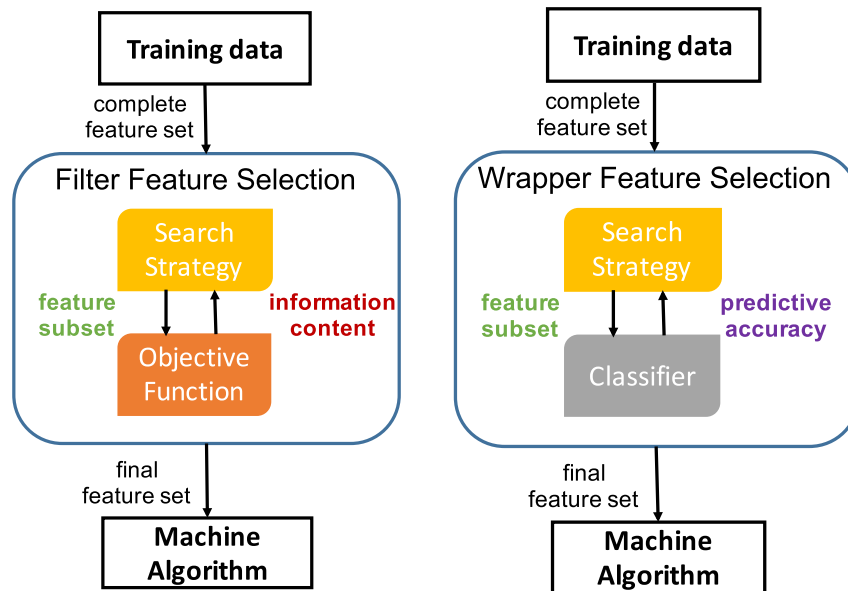 Training data
complete
feature set
Filter Feature Selection
Search
Strategy
feature
subset
information
content
Objective
Function
final
feature set
Machine
Algorithm
Training data
complete
feature set
Wrapper Feature Selection
Search
Strategy
feature
subset
predictive
accuracy
Classifier
final
feature set
Machine
Algorithm